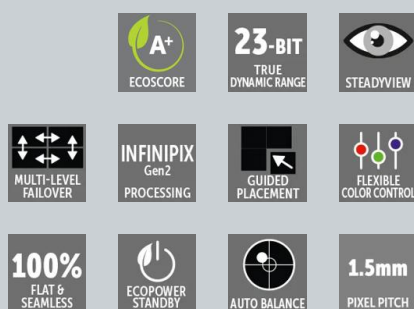 A+
ECOSCORE
23-BIT
TRUE
DYNAMIC RANGE
STEADYVIEW
MULTI-LEVEL
FAILOVER
INFINIPIX
Gen2
PROCESSING
GUIDED
PLACEMENT
FLEXIBLE
COLOR CONTROL
100%
FLAT &
SEAMLESS
ECOPOWER
STANDBY
AUTO BALANCE
1.5mm
PIXEL PITCH